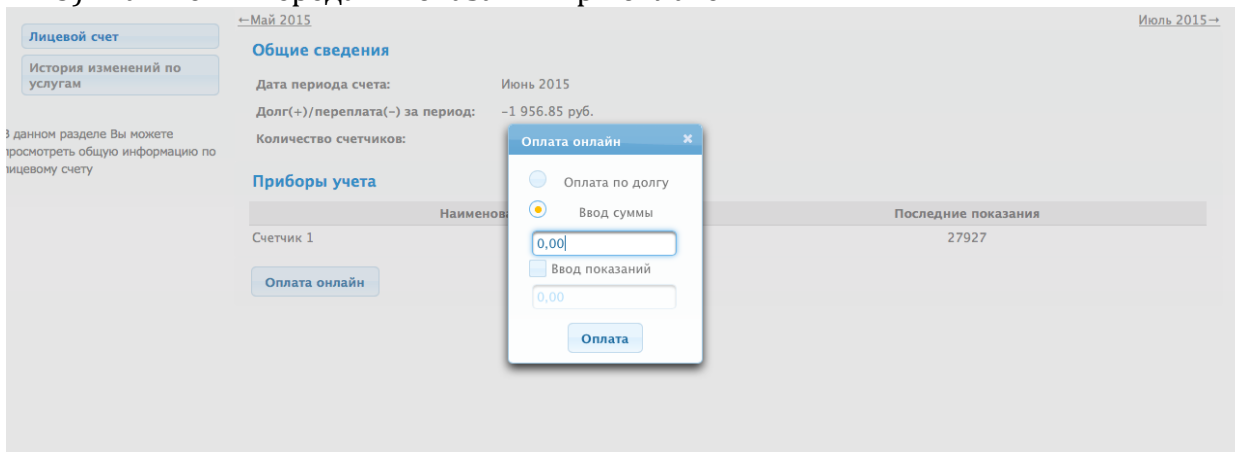 ←Май 2015
Июль 2015→
Лицевой счет
История изменений по
услугам
данном разделе Вы можете
просмотреть общую информацию по
лицевому счету
Общие сведения
Дата периода счета: Июнь 2015
Долг(+)/переплата(–) за период: –1 956.85 руб.
Количество счетчиков:
Приборы учета
Последние показания
Счетчик 1 27927
Оплата онлайн
Оплата онлайн ×
Оплата по долгу
Ввод суммы
0,00
Ввод показаний
0,00
Оплата